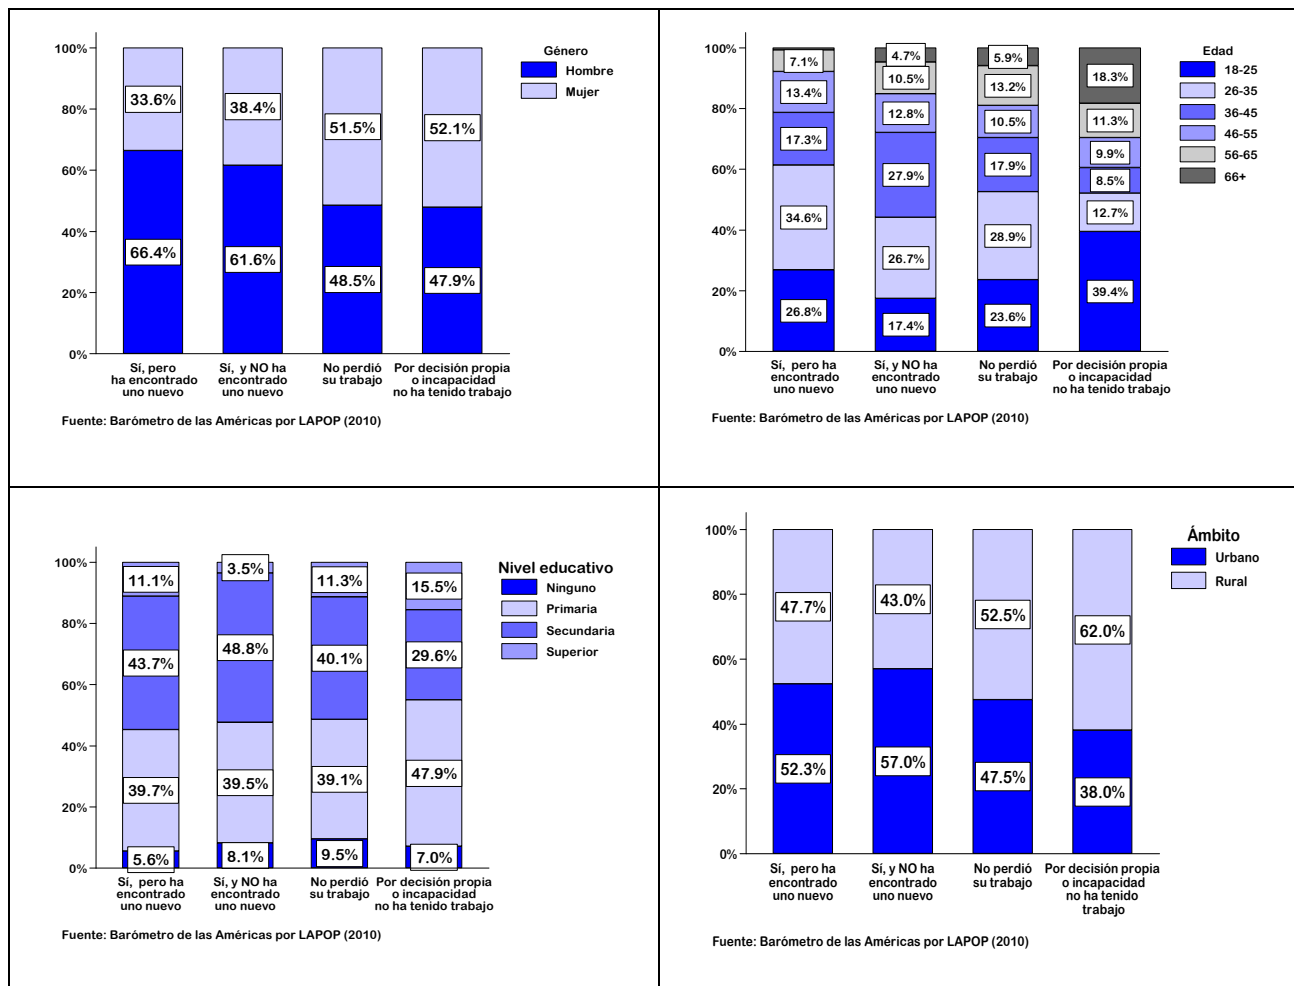 Género
Hombre
Mujer
100%
80%
60%
40%
20%
0%
33.6%
38.4%
51.5%
52.1%
66.4%
61.6%
48.5%
47.9%
Sí, pero
ha encontrado
uno nuevo
Sí, y NO ha
encontrado
uno nuevo
No perdió
su trabajo
Por decisión propia
o incapacidad
no ha tenido trabajo
Fuente: Barómetro de las Américas por LAPOP (2010)
Edad
18-25
26-35
36-45
46-55
56-65
66+
100%
80%
60%
40%
20%
0%
7.1%
13.4%
17.3%
34.6%
26.8%
4.7%
10.5%
12.8%
27.9%
26.7%
17.4%
5.9%
13.2%
10.5%
17.9%
28.9%
23.6%
18.3%
11.3%
9.9%
8.5%
12.7%
39.4%
Sí, pero ha
encontrado
uno nuevo
Sí, y NO ha
encontrado
uno nuevo
No perdió
su trabajo
Por decisión propia
o incapacidad
no ha tenido trabajo
Fuente: Barómetro de las Américas por LAPOP (2010)
Nivel educativo
Ninguno
Primaria
Secundaria
Superior
100%
80%
60%
40%
20%
0%
11.1%
43.7%
39.7%
5.6%
3.5%
48.8%
39.5%
8.1%
11.3%
40.1%
39.1%
9.5%
15.5%
29.6%
47.9%
7.0%
Sí, pero ha
encontrado
uno nuevo
Sí, y NO ha
encontrado
uno nuevo
No perdió
su trabajo
Por decisión propia
o incapacidad
no ha tenido trabajo
Fuente: Barómetro de las Américas por LAPOP (2010)
Ámbito
Urbano
Rural
100%
80%
60%
40%
20%
0%
47.7%
43.0%
52.5%
62.0%
52.3%
57.0%
47.5%
38.0%
Sí, pero ha
encontrado
uno nuevo
Sí, y NO ha
encontrado
uno nuevo
No perdió
su trabajo
Por decisión propia
o incapacidad
no ha tenido
trabajo
Fuente: Barómetro de las Américas por LAPOP (2010)